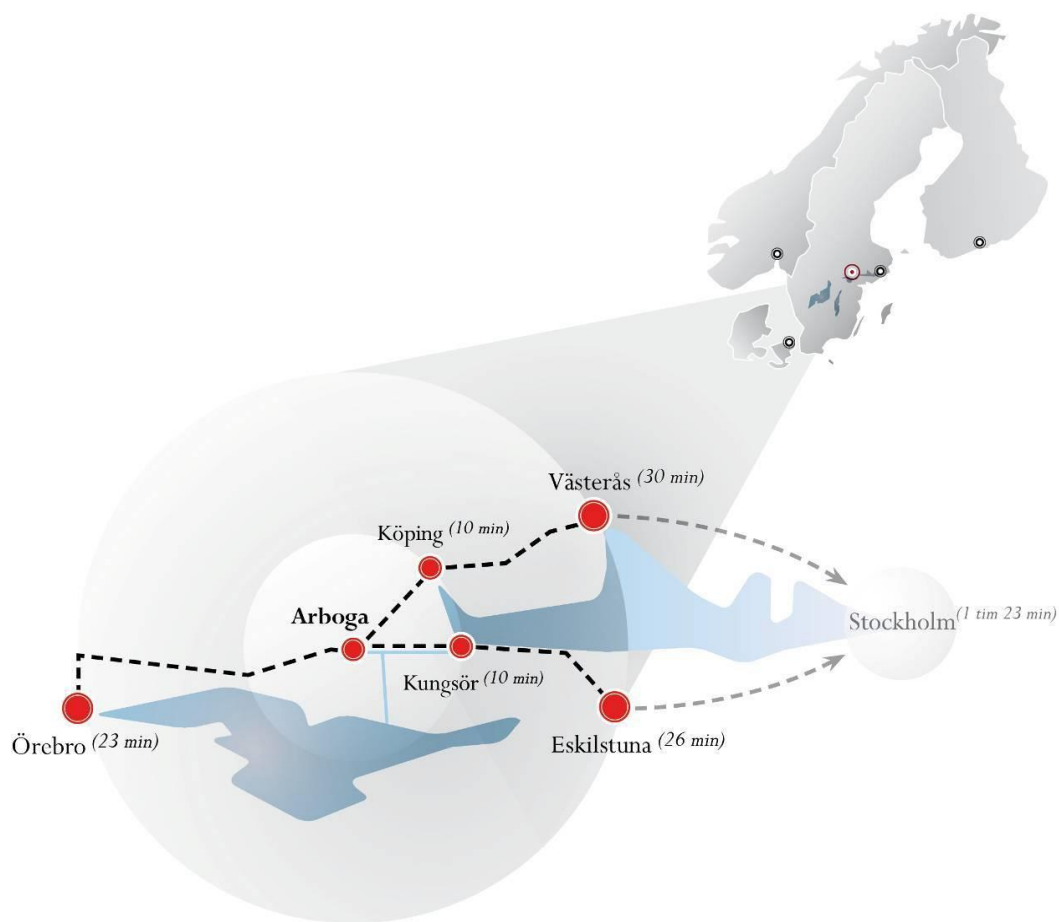 Västerås (30 min)
Köping (10 min)
Arboga
Stockholm (1 tim 23 min)
Kungsör (10 min)
Örebro (23 min)
Eskilstuna (26 min)